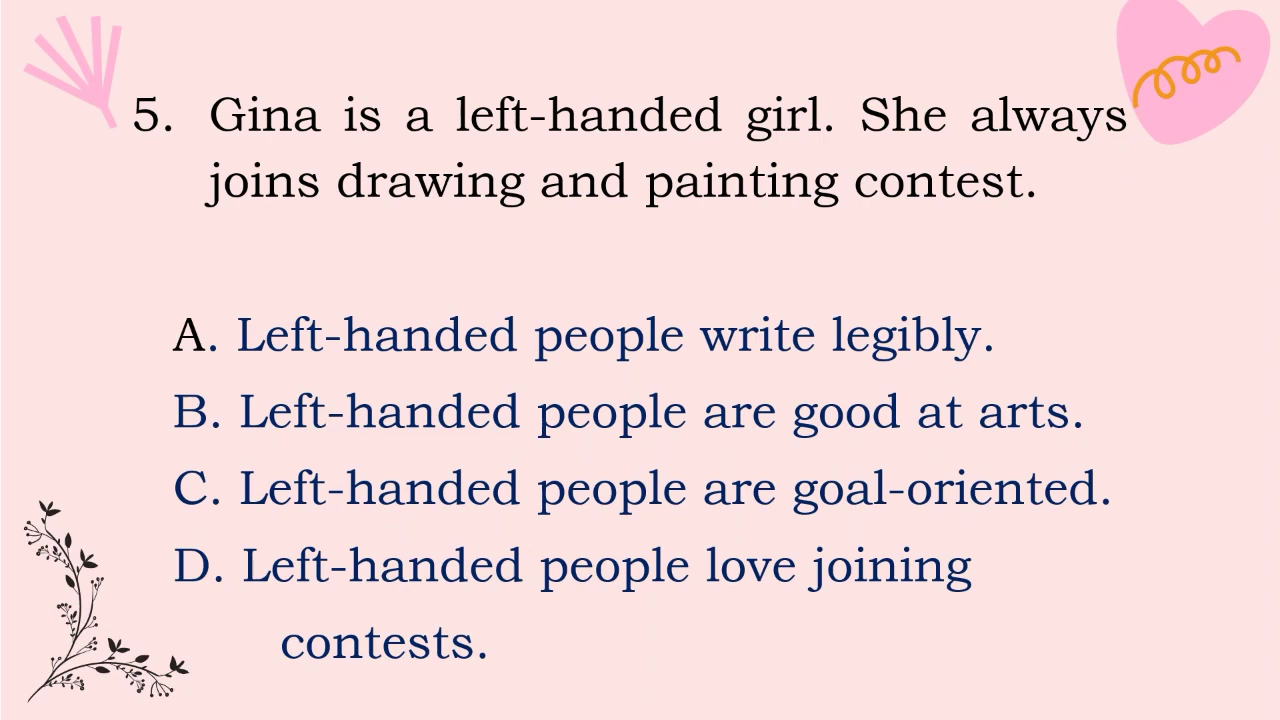 5. Gina is a left-handed girl. She always
joins drawing and painting contest.
A. Left-handed people write legibly.
B. Left-handed people are good at arts.
C. Left-handed people are goal-oriented.
D. Left-handed people love joining
contests.